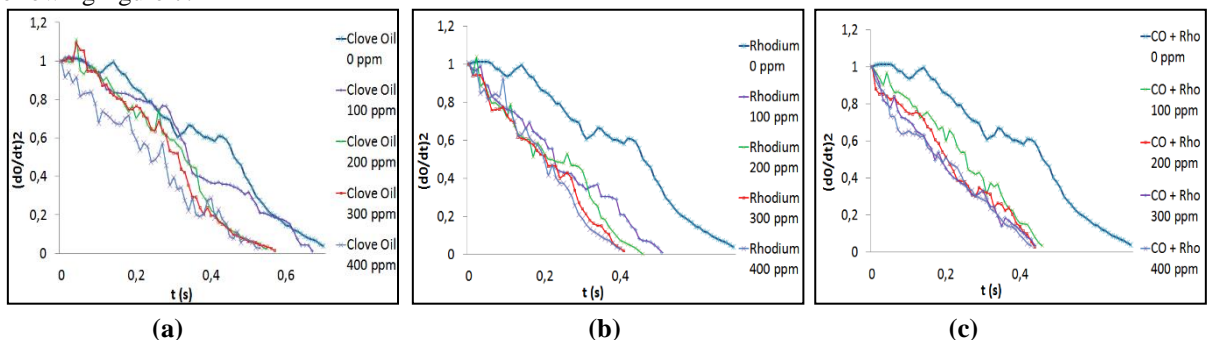 1,2
1
0,8
0,6
0,4
0,2
0
(dO/dt)2
0
0,2
0,4
0,6
t (s)
Clove Oil
0 ppm
Clove Oil
100 ppm
Clove Oil
200 ppm
Clove Oil
300 ppm
Clove Oil
400 ppm
(a)
1,2
1
0,8
0,6
0,4
0,2
0
(dO/dt)2
0
0,2
0,4
t (s)
Rhodium
0 ppm
Rhodium
100 ppm
Rhodium
200 ppm
Rhodium
300 ppm
Rhodium
400 ppm
(b)
1,2
1
0,8
0,6
0,4
0,2
0
(dO/dt)2
0
0,2
0,4
t (s)
CO + Rho
0 ppm
CO + Rho
100 ppm
CO + Rho
200 ppm
CO + Rho
300 ppm
CO + Rho
400 ppm
(c)